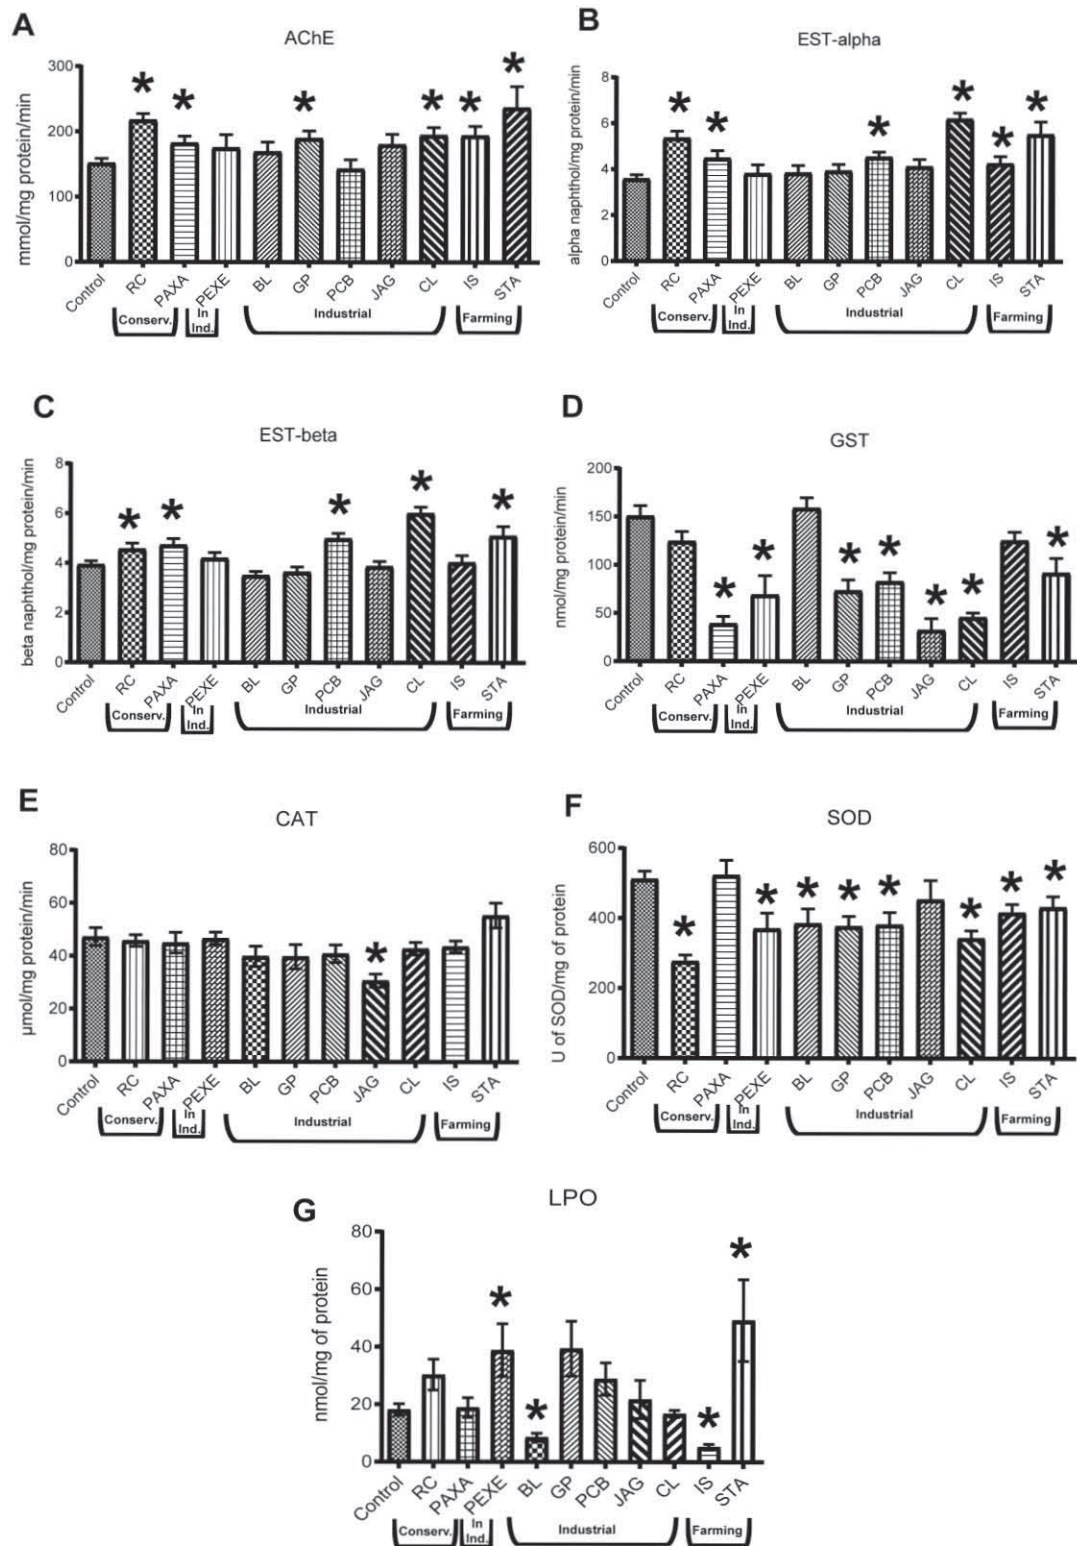 A
AChE
mmol/mg protein/min
300
200
100
0
* * * * * *
Control RC PAXA PEXE BL GP PCB JAG CL IS STA
Conserv. In Ind. Industrial Farming
B
EST-alpha
alpha naphthol/mg protein/min
8
6
4
2
0
* * * * * *
Control RC PAXA PEXE BL GP PCB JAG CL IS STA
Conserv. In Ind. Industrial Farming
C
EST-beta
beta naphthol/mg protein/min
8
6
4
2
0
* * * * *
Control RC PAXA PEXE BL GP PCB JAG CL IS STA
Conserv. In Ind. Industrial Farming
D
GST
nmol/mg protein/min
200
150
100
50
0
* * * * * * *
Control RC PAXA PEXE BL GP PCB JAG CL IS STA
Conserv. In Ind. Industrial Farming
E
CAT
µmol/mg protein/min
80
60
40
20
0
*
Control RC PAXA PEXE BL GP PCB JAG CL IS STA
Conserv. In Ind. Industrial Farming
F
SOD
U of SOD/mg of protein
600
400
200
0
* * * * * * * *
Control RC PAXA PEXE BL GP PCB JAG CL IS STA
Conserv. In Ind. Industrial Farming
G
LPO
nmol/mg of protein
80
60
40
20
0
* * * *
Control RC PAXA PEXE BL GP PCB JAG CL IS STA
Conserv. In Ind. Industrial Farming